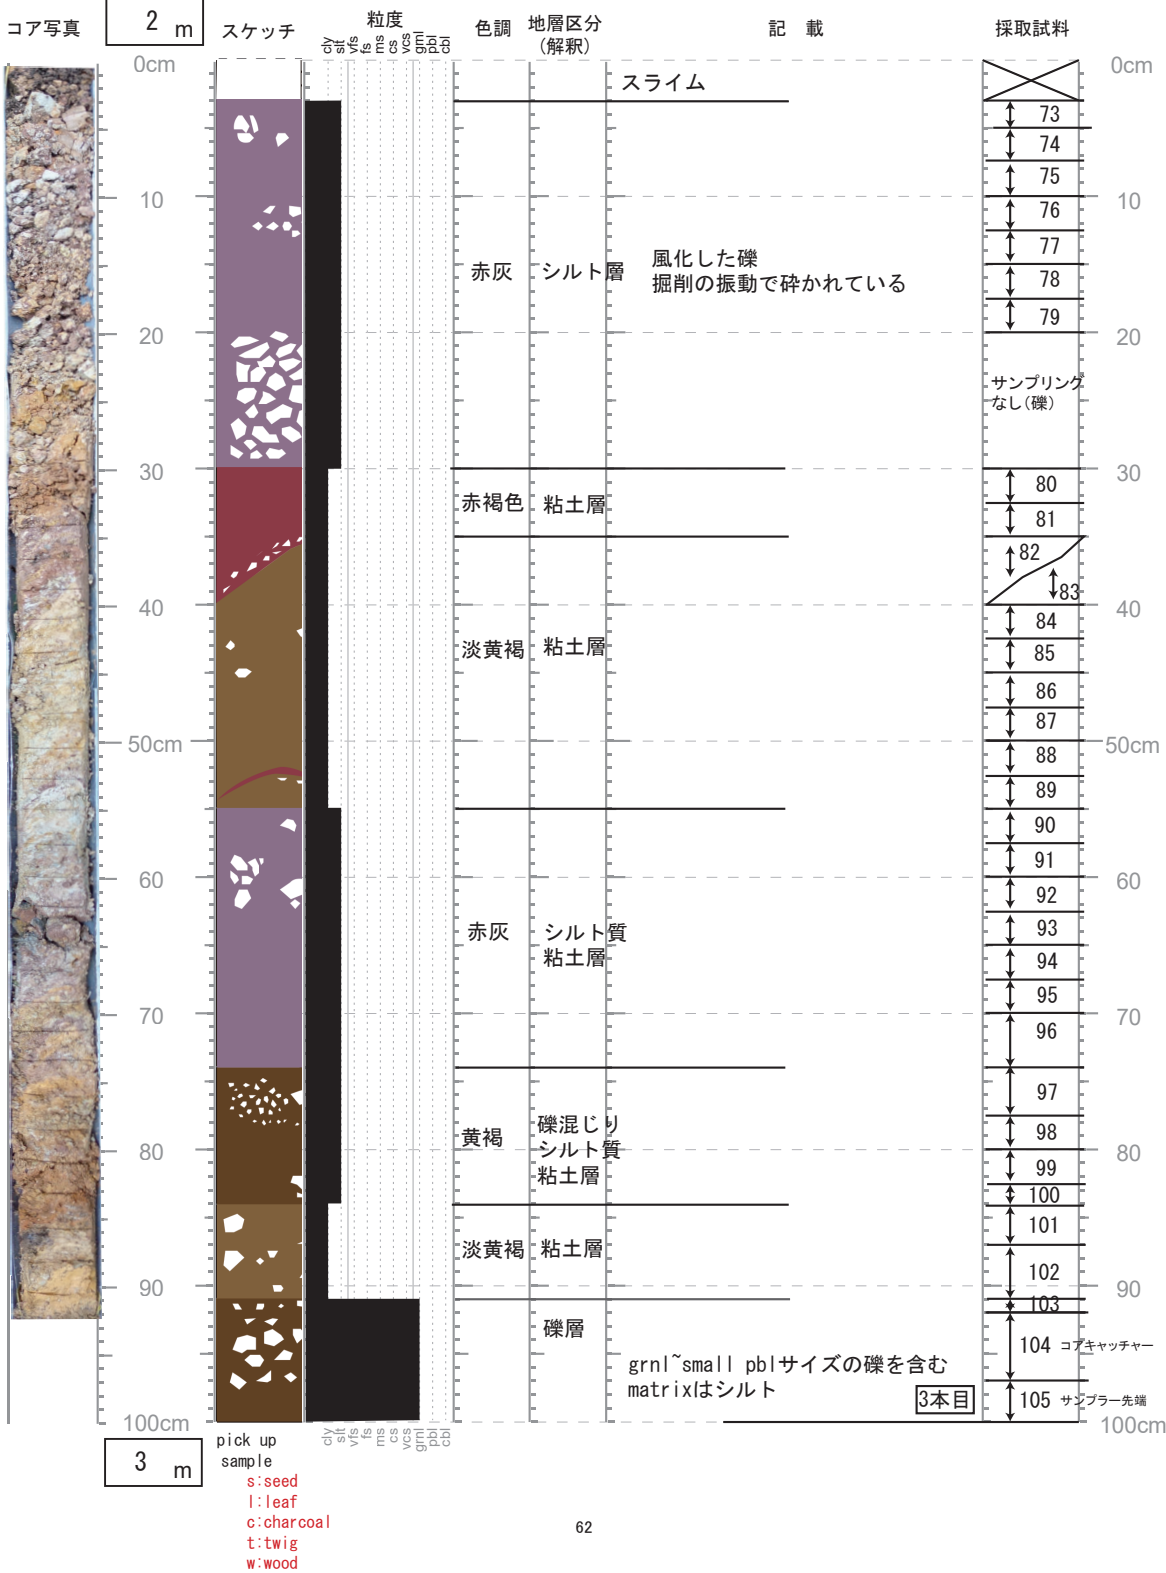 コア写真
2 m
スケッチ
粒度
cly slt vfs fs ms cs vcs grnl pbl cbl
色調
地層区分
(解釈)
記 載
採取試料
0cm
スライム
0cm
73
74
75
10
10
76
77
赤灰
シルト層
風化した礫
掘削の振動で砕かれている
78
79
20
20
サンプリング
なし(礫)
30
30
80
赤褐色
粘土層
81
82
83
40
40
84
淡黄褐
粘土層
85
86
87
50cm
50cm
88
89
90
91
60
60
92
赤灰
シルト質
粘土層
93
94
95
70
70
96
97
黄褐
礫混じり
シルト質
粘土層
98
80
80
99
100
101
淡黄褐
粘土層
102
90
90
103
礫層
104 コアキャッチャー
grnl~small pblサイズの礫を含む
matrixはシルト
3本目
105 サンプラー先端
100cm
100cm
cly slt vfs fs ms cs vcs grnl pbl cbl
3 m
pick up
sample
s:seed
l:leaf
c:charcoal
t:twig
w:wood
62